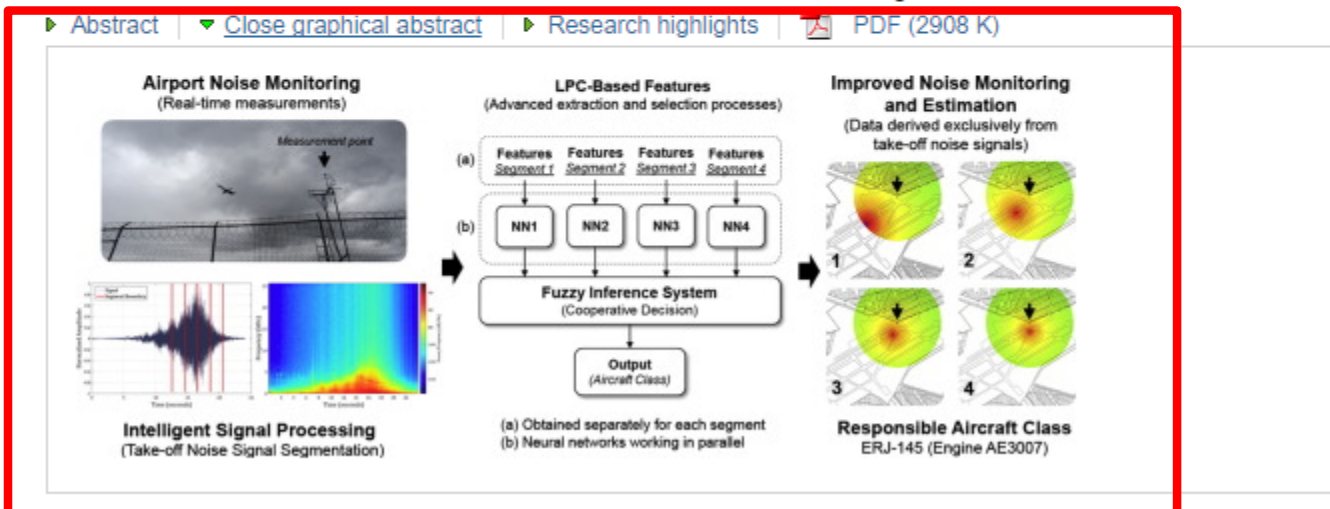 Abstract Close graphical abstract Research highlights PDF (2908 K)
Airport Noise Monitoring
(Real-time measurements)
Measurement point
Intelligent Signal Processing
(Take-off Noise Signal Segmentation)
LPC-Based Features
(Advanced extraction and selection processes)
(a) Features Features Features Features
Segment 1 Segment 2 Segment 3 Segment 4
(b) NN1 NN2 NN3 NN4
Fuzzy Inference System
(Cooperative Decision)
Output
(Aircraft Class)
(a) Obtained separately for each segment
(b) Neural networks working in parallel
Improved Noise Monitoring
and Estimation
(Data derived exclusively from
take-off noise signals)
1 2
3 4
Responsible Aircraft Class
ERJ-145 (Engine AE3007)